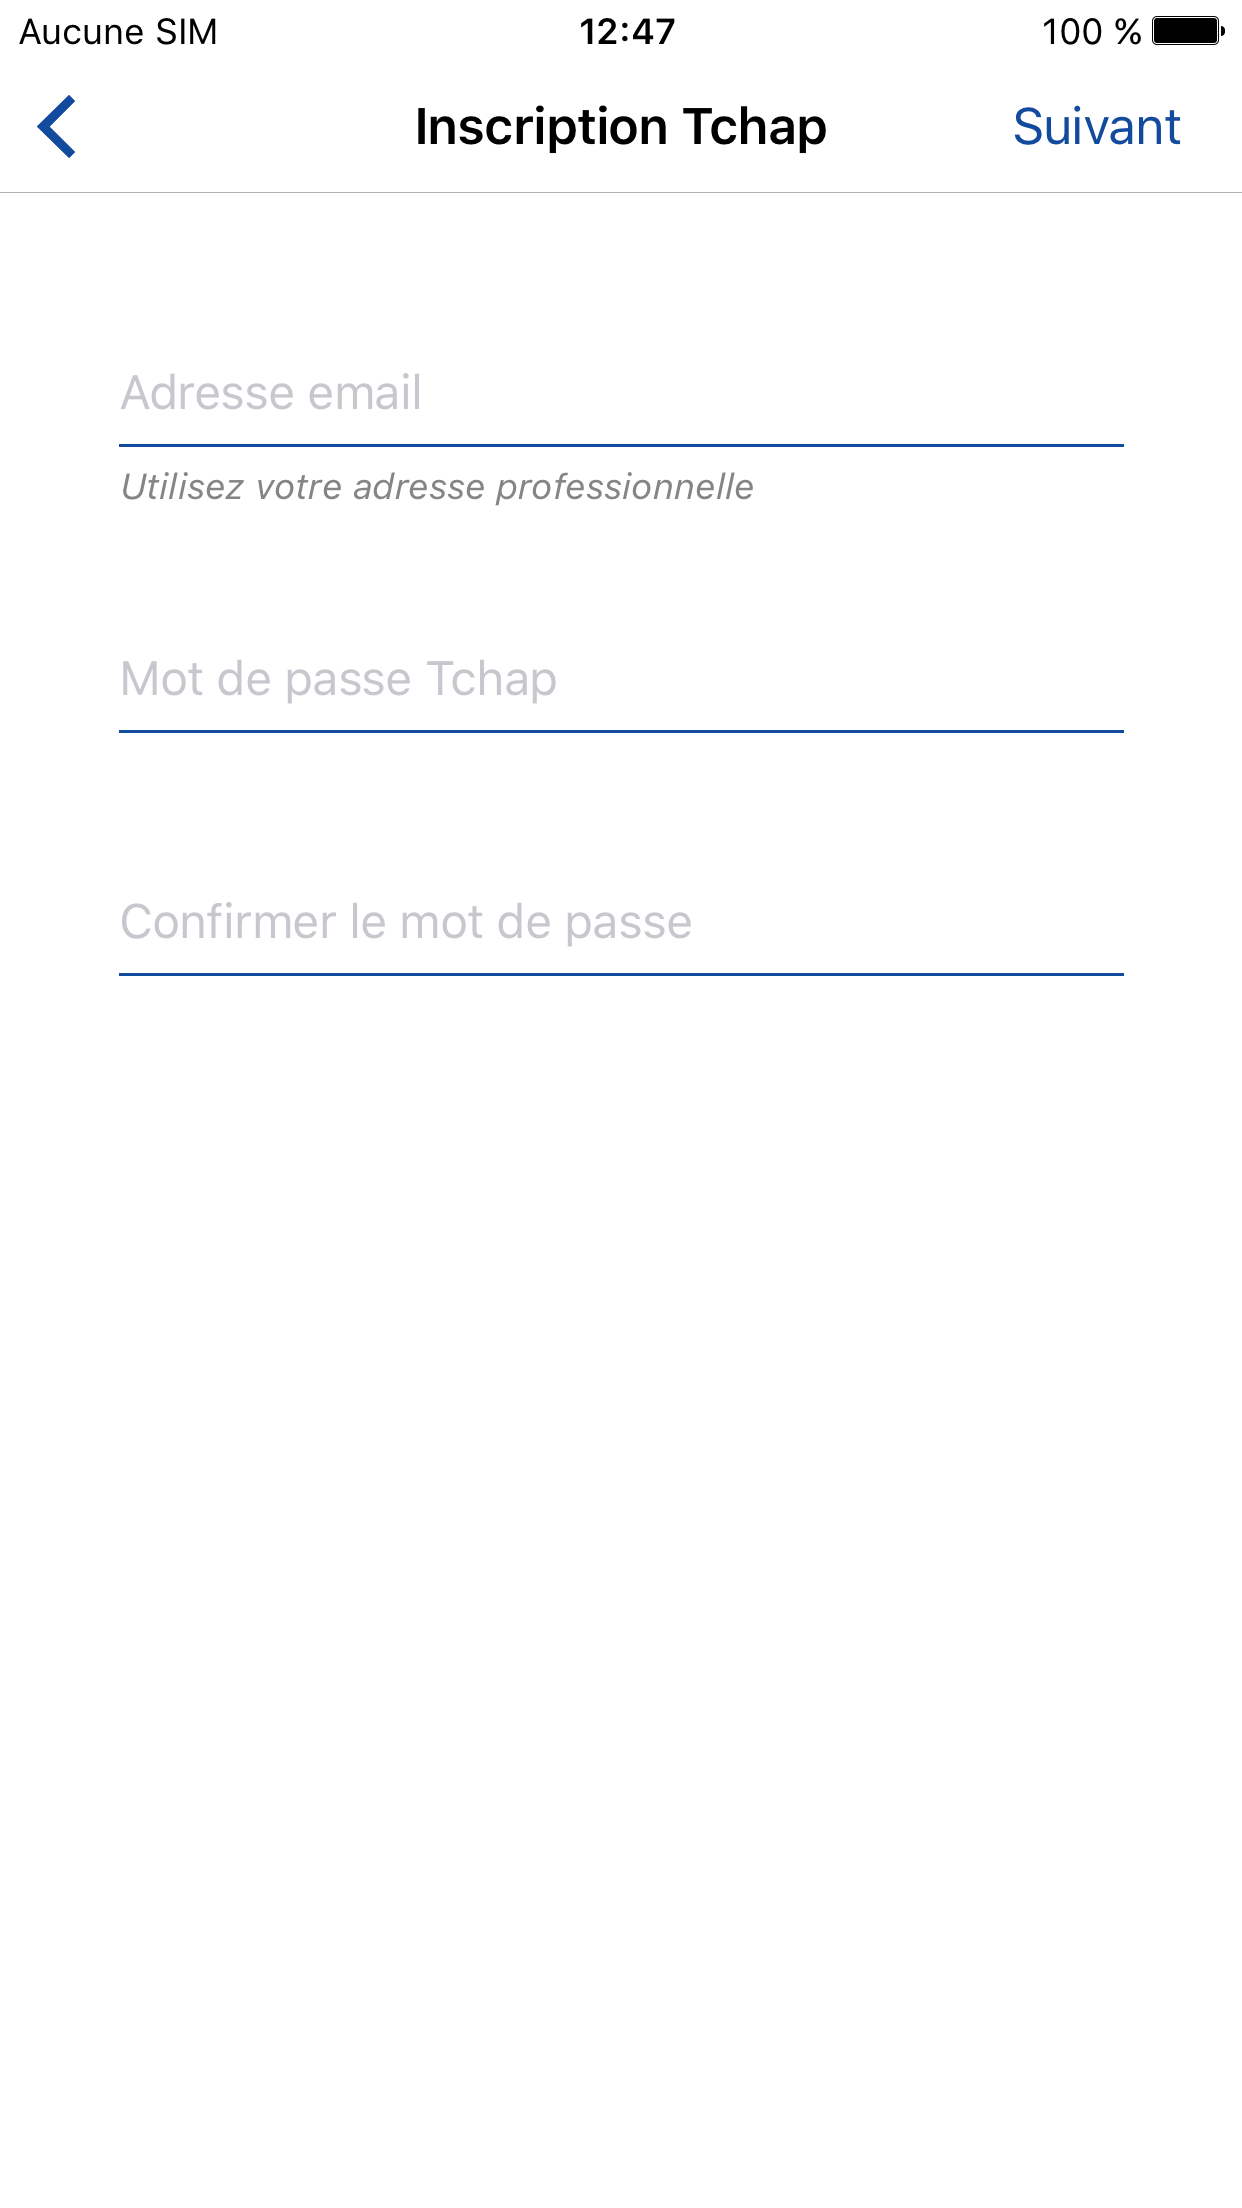 Aucune SIM 12:47 100 %
Inscription Tchap Suivant
Adresse email
Utilisez votre adresse professionnelle
Mot de passe Tchap
Confirmer le mot de passe